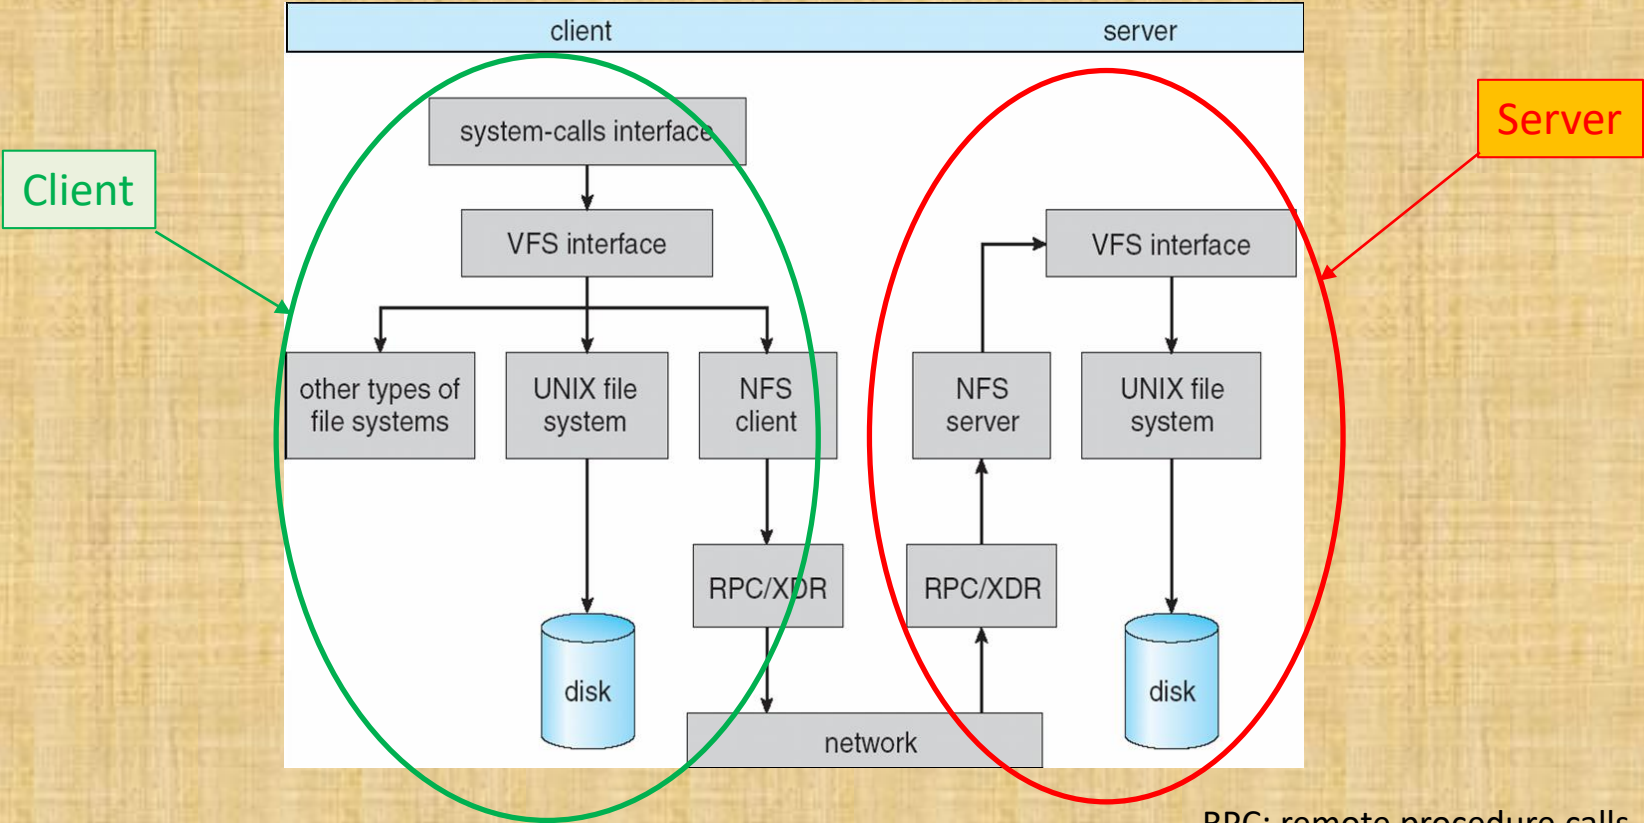 client
server
Server
Client
system-calls interface
VFS interface
VFS interface
other types of
file systems
UNIX file
system
NFS
client
NFS
server
UNIX file
system
RPC/XDR
RPC/XDR
disk
disk
network
RPC: remote procedure calls